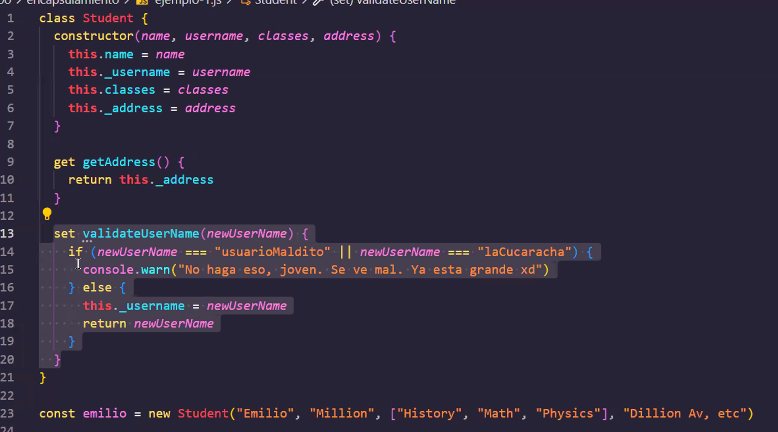 encapsulamiento > JS ejemplo-1.js > Student > (set) validateUserName
1 class Student {
2 constructor(name, username, classes, address) {
3 this.name = name
4 this._username = username
5 this.classes = classes
6 this._address = address
7 }
8
9 get getAddress() {
10 return this._address
11 }
12
13 set validateUserName(newUserName) {
14 if (newUserName === "usuarioMaldito" || newUserName === "laCucaracha") {
15 console.warn("No haga eso, joven. Se ve mal. Ya esta grande xd")
16 } else {
17 this._username = newUserName
18 return newUserName
19 }
20 }
21 }
22
23 const emilio = new Student("Emilio", "Million", ["History", "Math", "Physics"], "Dillion Av, etc")
24